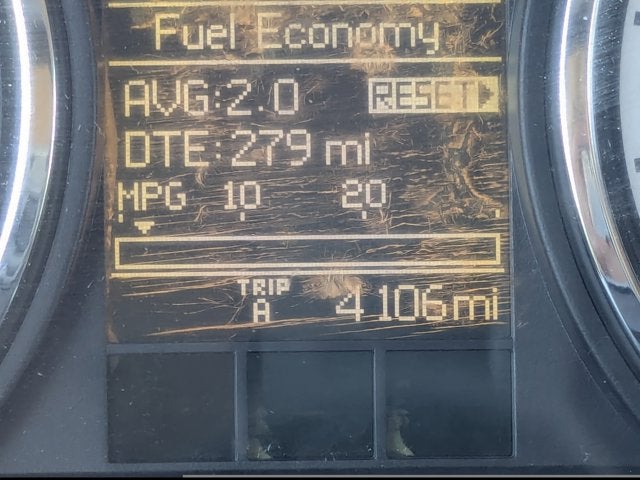 Fuel Economy
AVG:2.0 RESET
DTE:279 mi
MPG 10 20
TRIP A 4106mi